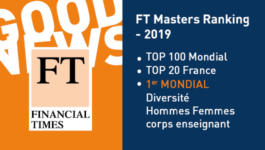 GOOD
NEWS
FT
FINANCIAL
TIMES
FT Masters Ranking
- 2019
• TOP 100 Mondial
• TOP 20 France
• 1er MONDIAL
Diversité
Hommes Femmes
corps enseignant